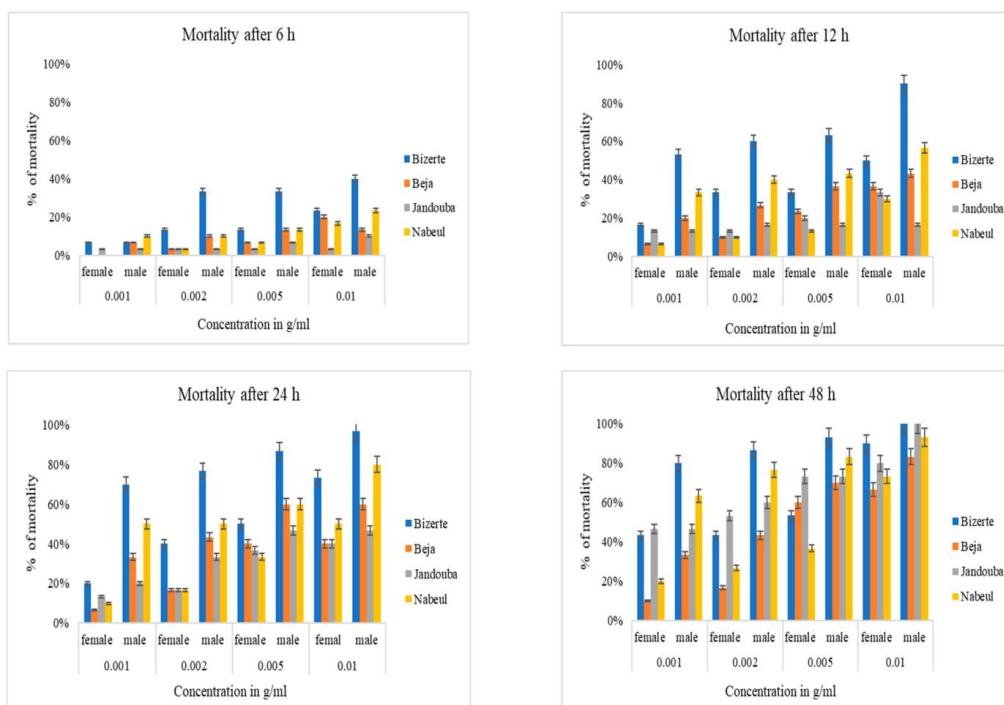 Mortality after 6 h
100%
80%
60%
40%
20%
0%
% of mortality
female male female male female male female male
0.001 0.002 0.005 0.01
Concentration in g/ml
Bizerte
Beja
Jandouba
Nabeul
Mortality after 12 h
100%
80%
60%
40%
20%
0%
% of mortality
female male female male female male female male
0.001 0.002 0.005 0.01
Concentration in g/ml
Bizerte
Beja
Jandouba
Nabeul
Mortality after 24 h
100%
80%
60%
40%
20%
0%
% of mortality
female male female male female male femal male
0.001 0.002 0.005 0.01
Concentration in g/ml
Bizerte
Beja
Jandouba
Nabeul
Mortality after 48 h
100%
80%
60%
40%
20%
0%
% of mortality
female male female male female male female male
0.001 0.002 0.005 0.01
Concentration in g/ml
Bizerte
Beja
Jandouba
Nabeul